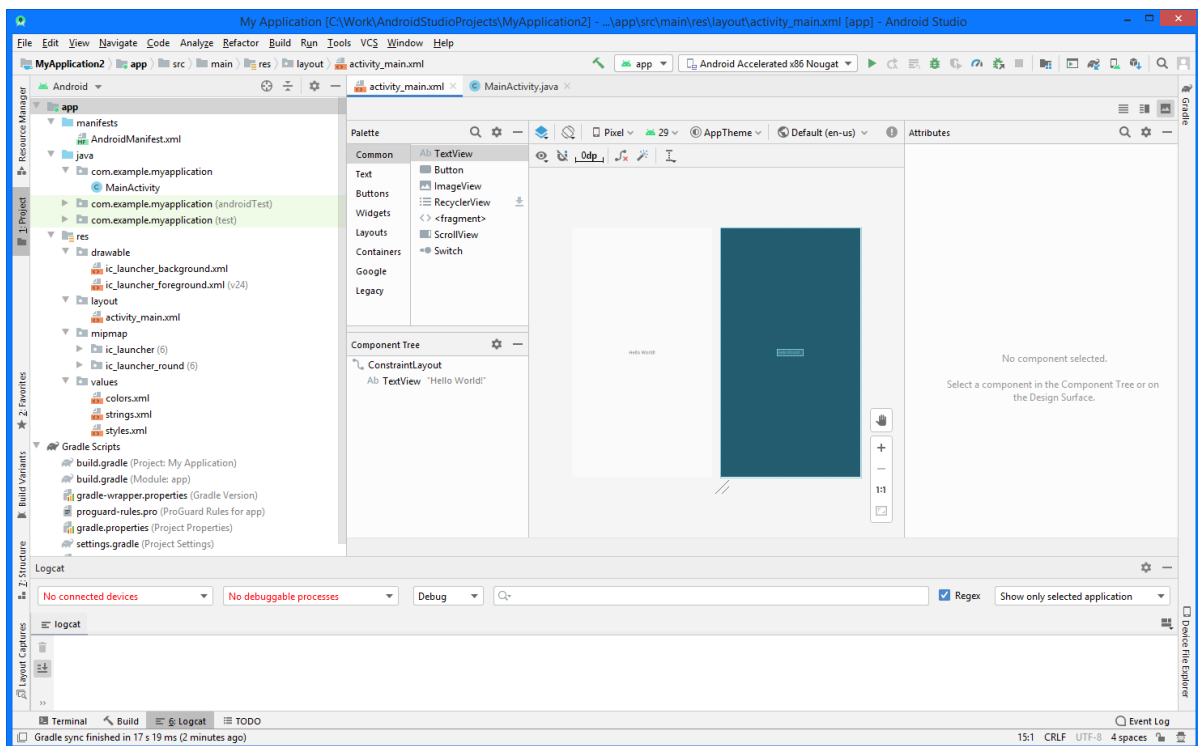 My Application [C:\Work\AndroidStudioProjects\MyApplication2] - ...\app\src\main\res\layout\activity_main.xml [app] - Android Studio
File Edit View Navigate Code Analyze Refactor Build Run Tools VCS Window Help
MyApplication2 app src main res layout activity_main.xml
app
Android Accelerated x86 Nougat
Android
activity_main.xml
MainActivity.java
Resource Manager
1: Project
2: Favorites
Build Variants
7: Structure
Layout Captures
app
manifests
AndroidManifest.xml
java
com.example.myapplication
MainActivity
com.example.myapplication (androidTest)
com.example.myapplication (test)
res
drawable
ic_launcher_background.xml
ic_launcher_foreground.xml (v24)
layout
activity_main.xml
mipmap
ic_launcher (6)
ic_launcher_round (6)
values
colors.xml
strings.xml
styles.xml
Gradle Scripts
build.gradle (Project: My Application)
build.gradle (Module: app)
gradle-wrapper.properties (Gradle Version)
proguard-rules.pro (ProGuard Rules for app)
gradle.properties (Project Properties)
settings.gradle (Project Settings)
Palette
Common
Text
Buttons
Widgets
Layouts
Containers
Google
Legacy
Ab TextView
Button
ImageView
RecyclerView
<fragment>
ScrollView
Switch
Component Tree
ConstraintLayout
Ab TextView "Hello World!"
Pixel 29 AppTheme Default (en-us)
0dp
Hello World!
1:1
Attributes
No component selected.
Select a component in the Component Tree or on
the Design Surface.
Gradle
Device File Explorer
Logcat
No connected devices
No debuggable processes
Debug
Regex
Show only selected application
logcat
Terminal Build 6: Logcat TODO
Event Log
Gradle sync finished in 17 s 19 ms (2 minutes ago)
15:1 CRLF UTF-8 4 spaces